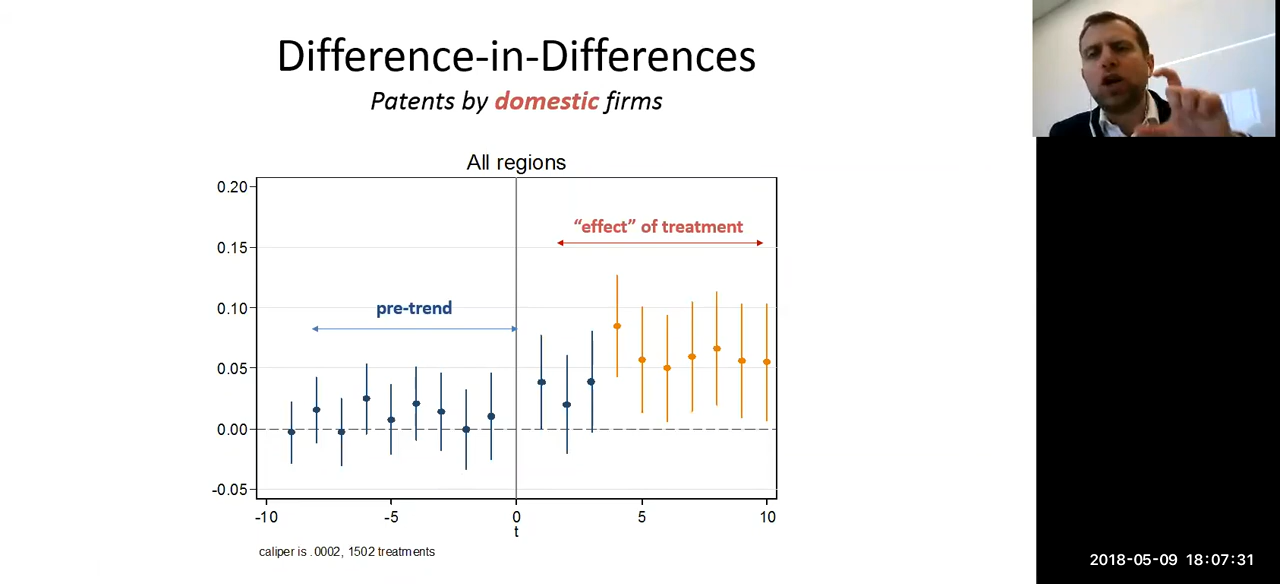 Difference-in-Differences
Patents by domestic firms
All regions
0.20
0.15
0.10
0.05
0.00
-0.05
“effect” of treatment
pre-trend
-10
-5
0
5
10
t
caliper is .0002, 1502 treatments
2018-05-09 18:07:31